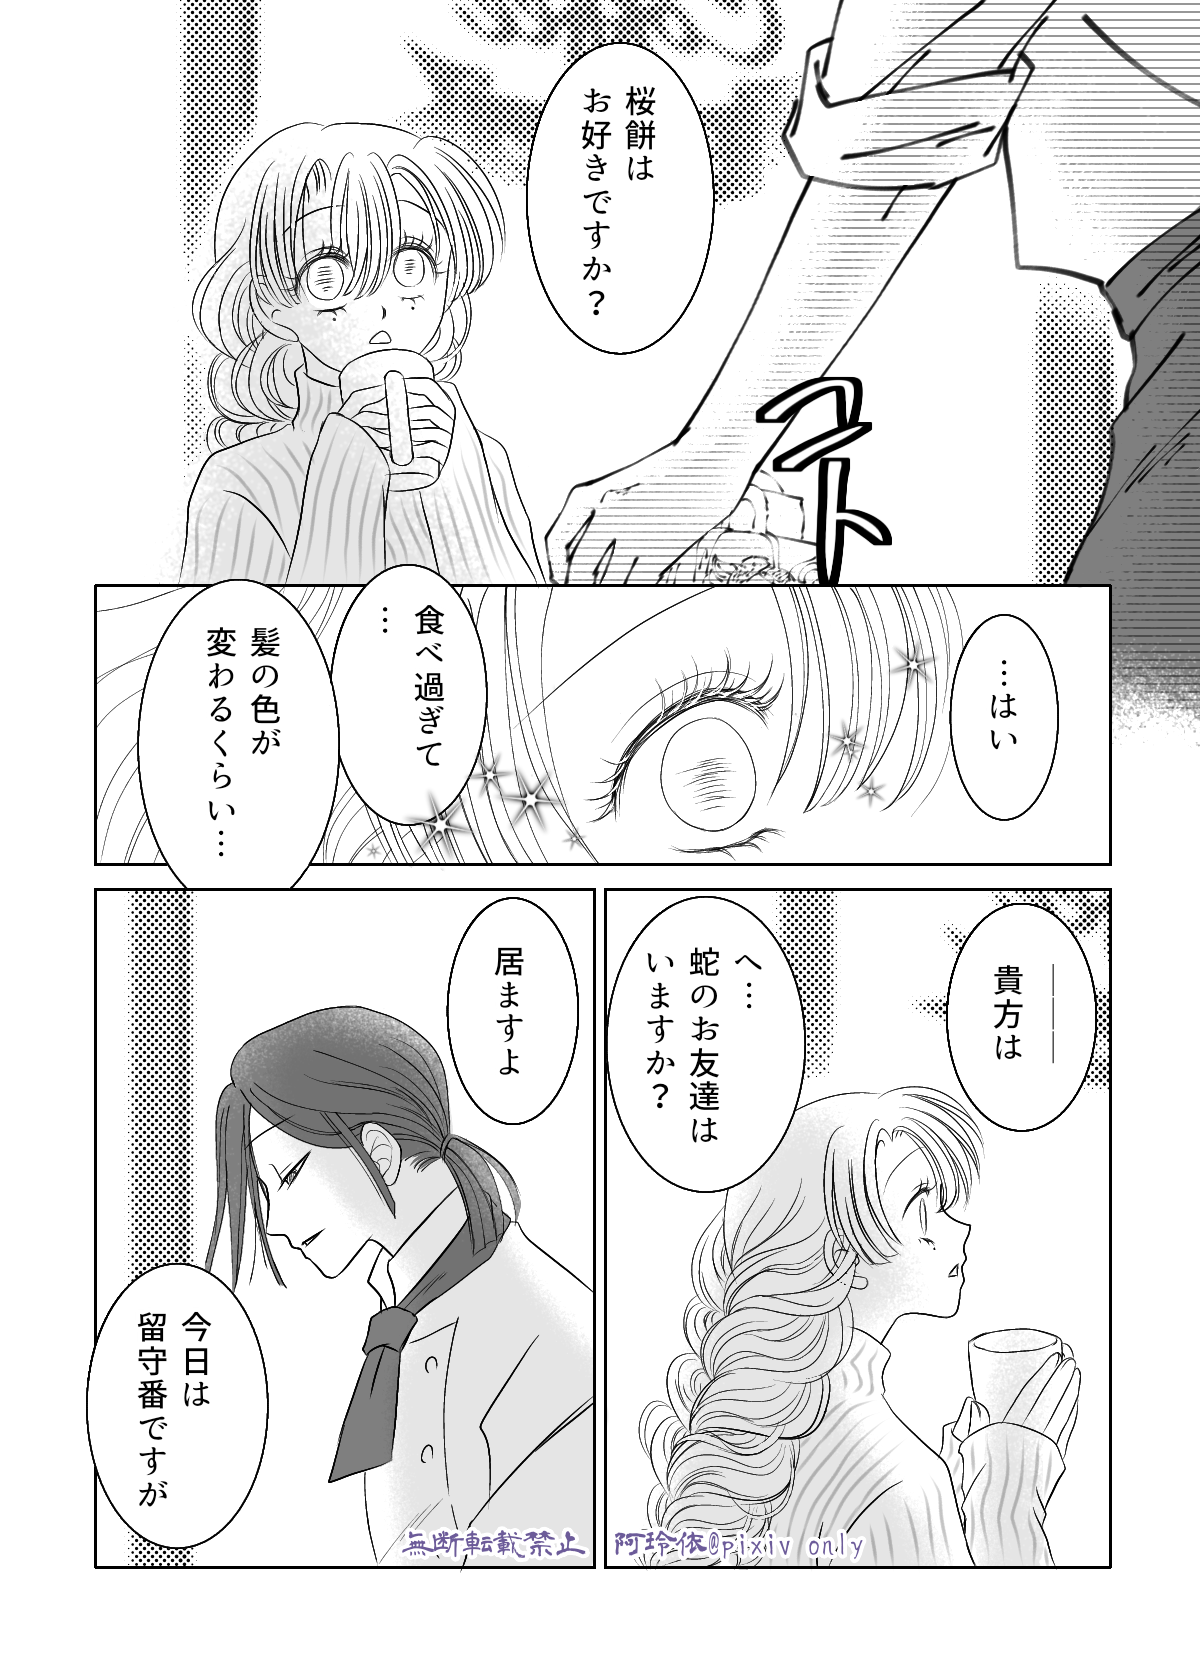 桜餅は
お好きですか？
コト
…はい
食べ過ぎて
…
髪の色が
変わるくらい…
――――
貴方は
へ…
蛇のお友達は
いますか？
居ますよ
今日は
留守番ですが
無断転載禁止 阿玲依@pixiv only